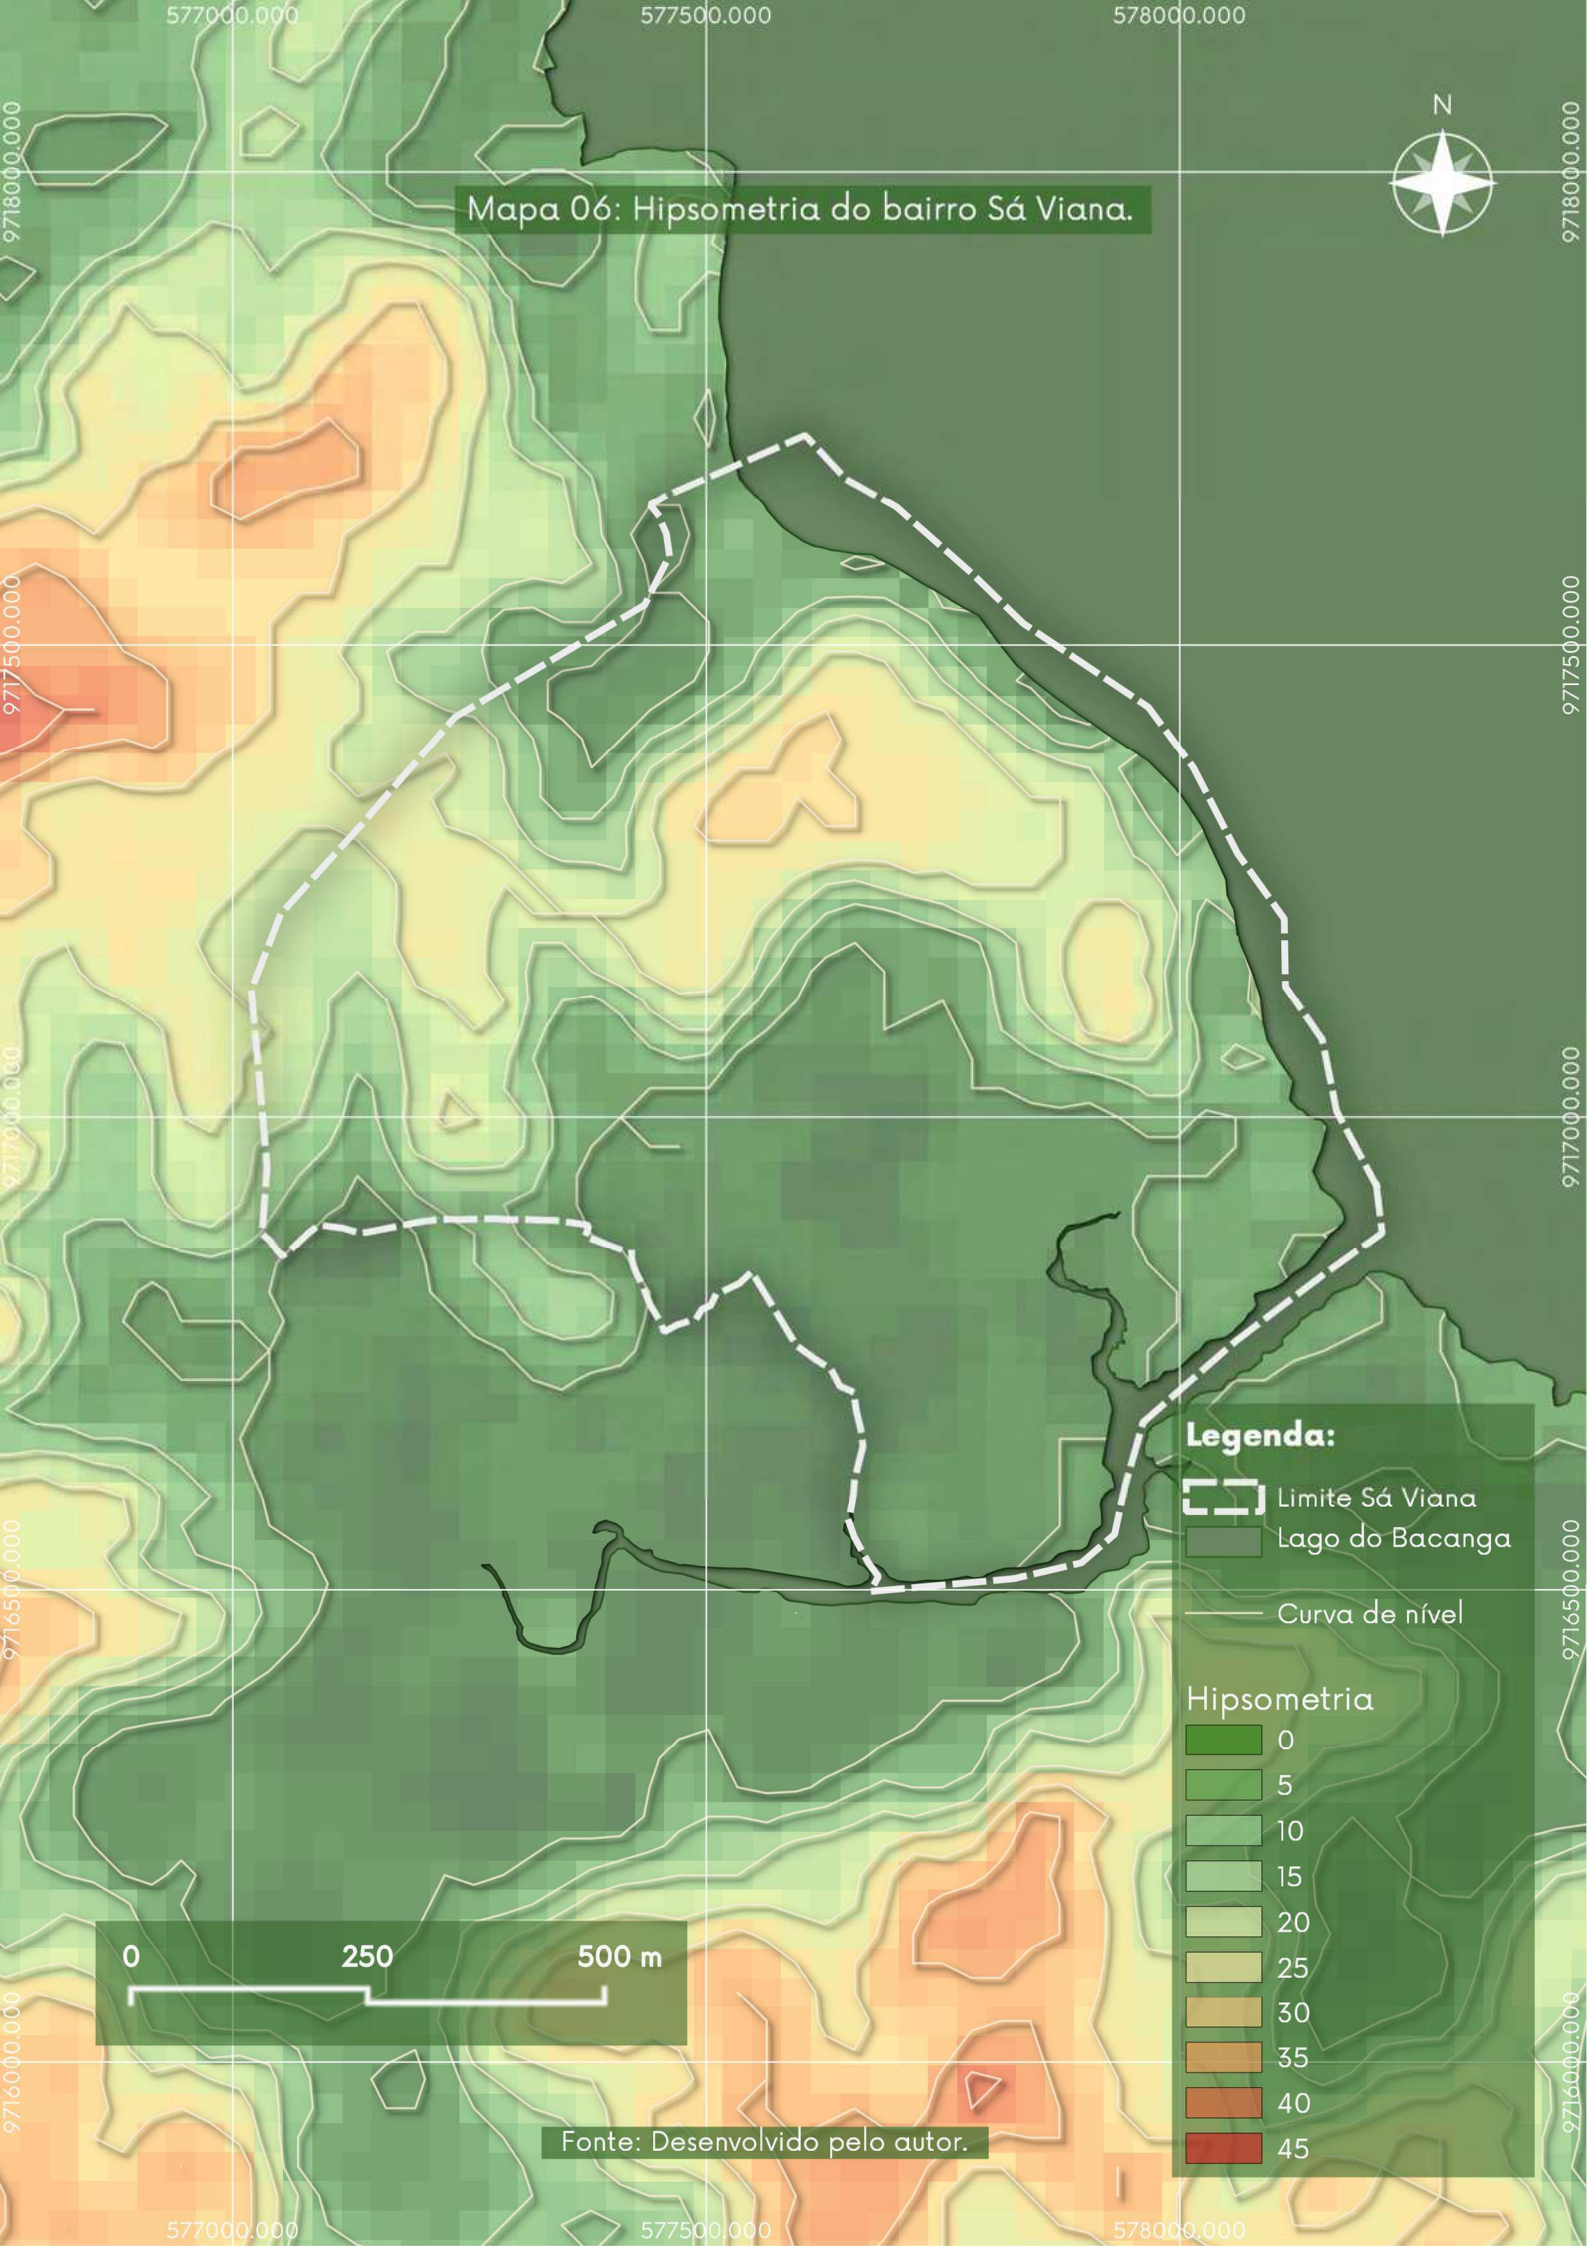 577000.000 577500.000 578000.000
N
9718000.000 9718000.000
Mapa 06: Hipsometria do bairro Sá Viana.
9717500.000 9717500.000
9717000.000 9717000.000
Legenda:
Limite Sá Viana
Lago do Bacanga
Curva de nível
9716500.000 9716500.000
Hipsometria
0
5
10
15
20
25
30
35
40
45
0 250 500 m
9716000.000 9716000.000
Fonte: Desenvolvido pelo autor.
577000.000 577500.000 578000.000